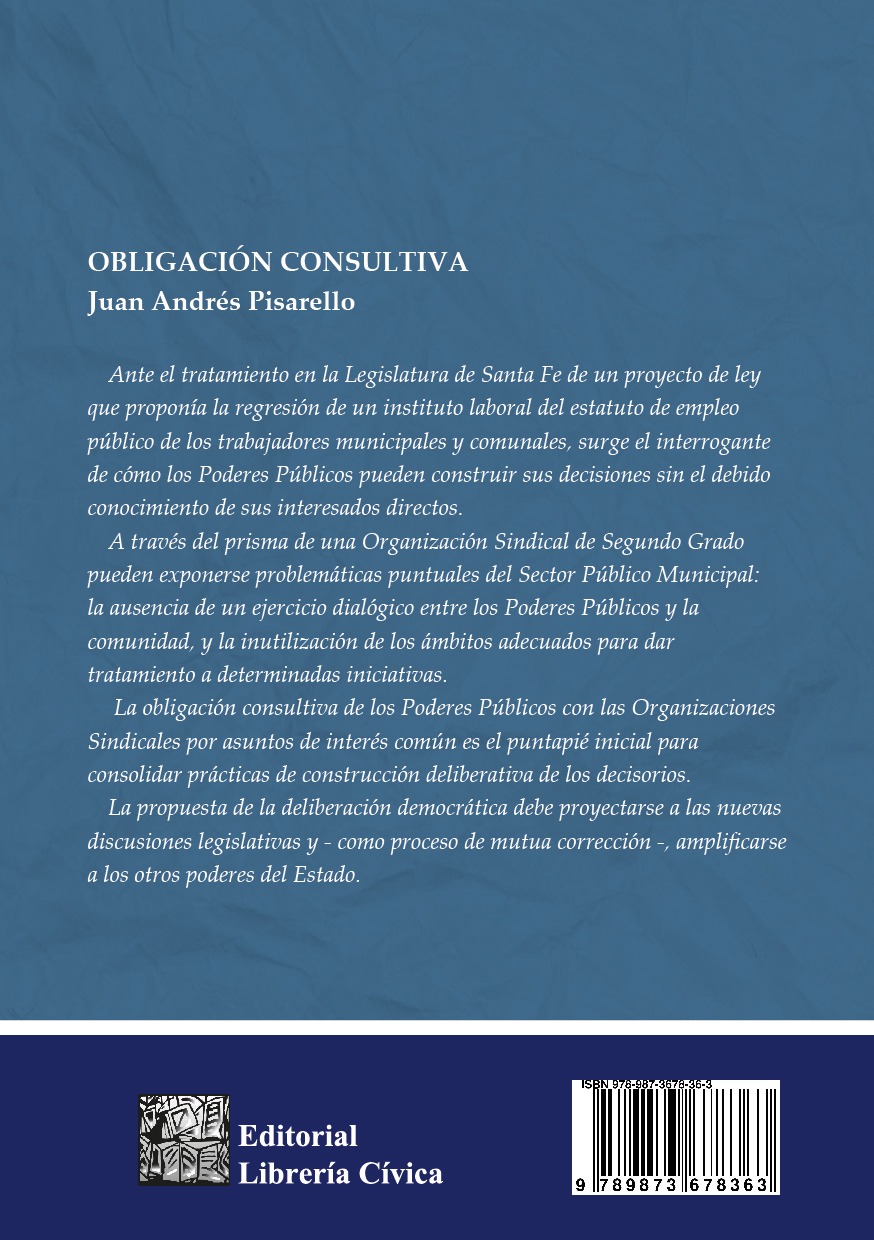 OBLIGACIÓN CONSULTIVA
Juan Andrés Pisarello
Ante el tratamiento en la Legislatura de Santa Fe de un proyecto de ley
que proponía la regresión de un instituto laboral del estatuto de empleo
público de los trabajadores municipales y comunales, surge el interrogante
de cómo los Poderes Públicos pueden construir sus decisiones sin el debido
conocimiento de sus interesados directos.
A través del prisma de una Organización Sindical de Segundo Grado
pueden exponerse problemáticas puntuales del Sector Público Municipal:
la ausencia de un ejercicio dialógico entre los Poderes Públicos y la
comunidad, y la inutilización de los ámbitos adecuados para dar
tratamiento a determinadas iniciativas.
La obligación consultiva de los Poderes Públicos con las Organizaciones
Sindicales por asuntos de interés común es el puntapié inicial para
consolidar prácticas de construcción deliberativa de los decisorios.
La propuesta de la deliberación democrática debe proyectarse a las nuevas
discusiones legislativas y - como proceso de mutua corrección -, amplificarse
a los otros poderes del Estado.
ISBN 978-987-3678-36-3
Editorial
Librería Cívica
9 789873 678363